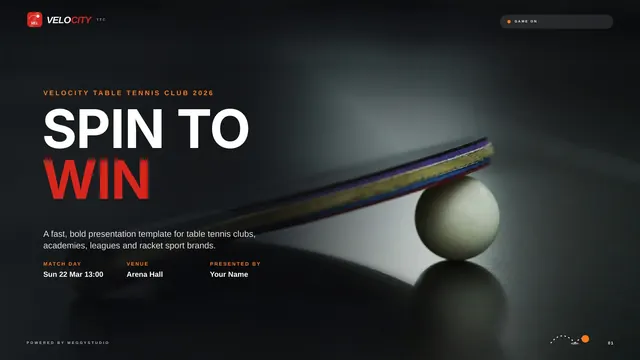 VELOCITY TTC
GAME ON
VELOCITY TABLE TENNIS CLUB 2026
SPIN TO
WIN
A fast, bold presentation template for table tennis clubs,
academies, leagues and racket sport brands.
MATCH DAY VENUE PRESENTED BY
Sun 22 Mar 13:00 Arena Hall Your Name
POWERED BY WEGGYSTUDIO
01